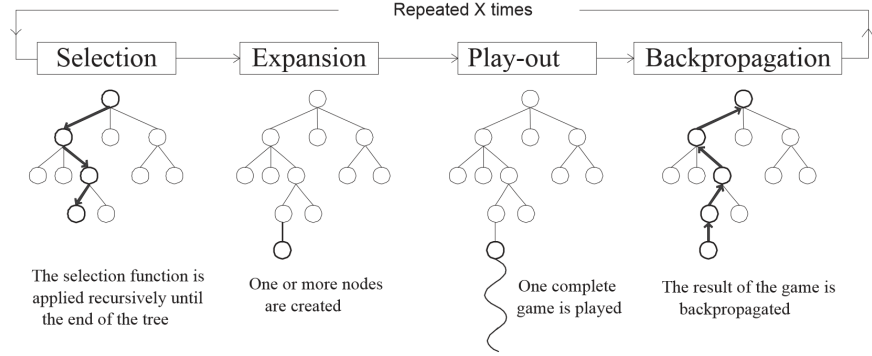 Repeated X times
Selection
Expansion
Play-out
Backpropagation
The selection function is
applied recursively until
the end of the tree
One or more nodes
are created
One complete
game is played
The result of the game is
backpropagated